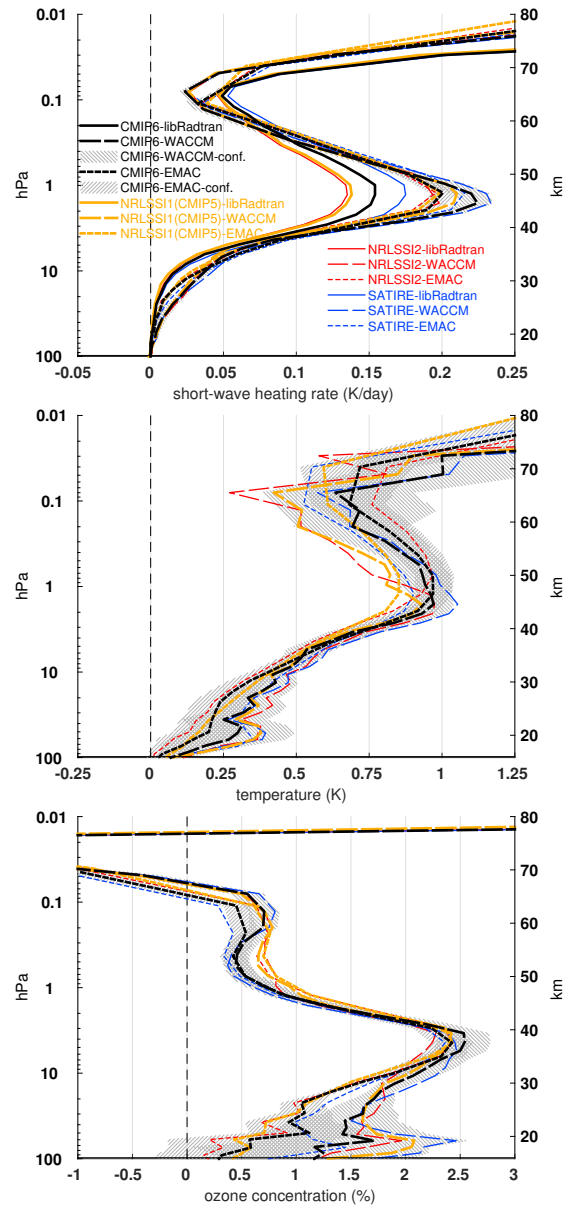 0.01
0.1
1
10
100
hPa
80
70
60
50
40
30
20
km
CMIP6-libRadtran
CMIP6-WACCM
CMIP6-WACCM-conf.
CMIP6-EMAC
CMIP6-EMAC-conf.
NRLSSI1(CMIP5)-libRadtran
NRLSSI1(CMIP5)-WACCM
NRLSSI1(CMIP5)-EMAC
NRLSSI2-libRadtran
NRLSSI2-WACCM
NRLSSI2-EMAC
SATIRE-libRadtran
SATIRE-WACCM
SATIRE-EMAC
-0.05 0 0.05 0.1 0.15 0.2 0.25
short-wave heating rate (K/day)
0.01
0.1
1
10
100
hPa
80
70
60
50
40
30
20
km
-0.25 0 0.25 0.5 0.75 1 1.25
temperature (K)
0.01
0.1
1
10
100
hPa
80
70
60
50
40
30
20
km
-1 -0.5 0 0.5 1 1.5 2 2.5 3
ozone concentration (%)